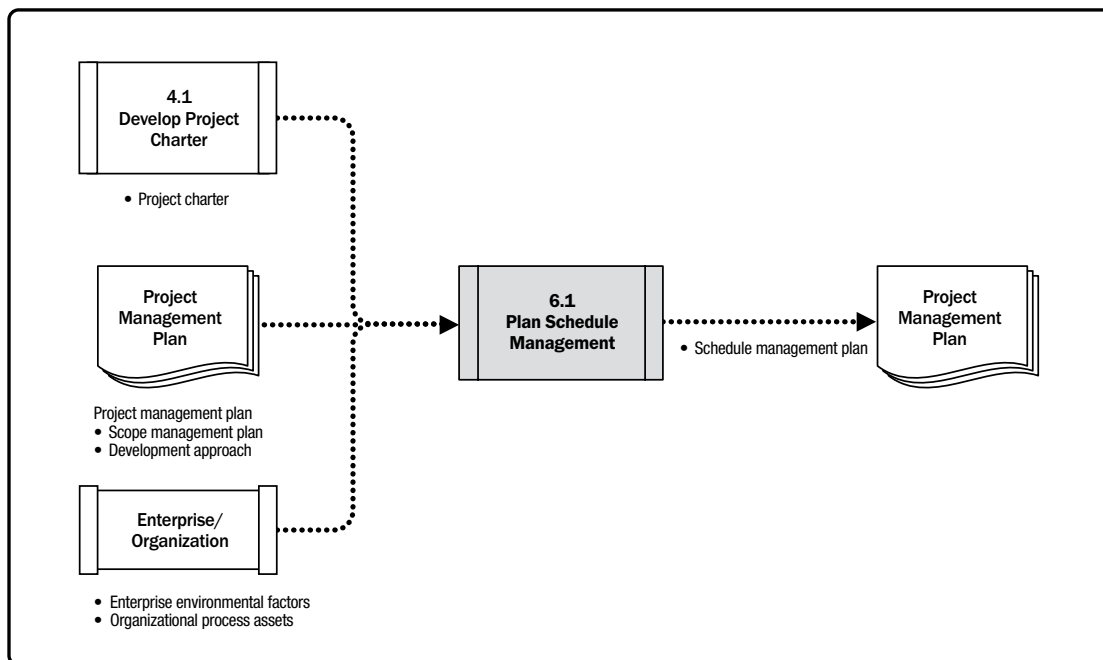 4.1
Develop Project
Charter
• Project charter
Project
Management
Plan
Project management plan
• Scope management plan
• Development approach
Enterprise/
Organization
• Enterprise environmental factors
• Organizational process assets
6.1
Plan Schedule
Management
• Schedule management plan
Project
Management
Plan